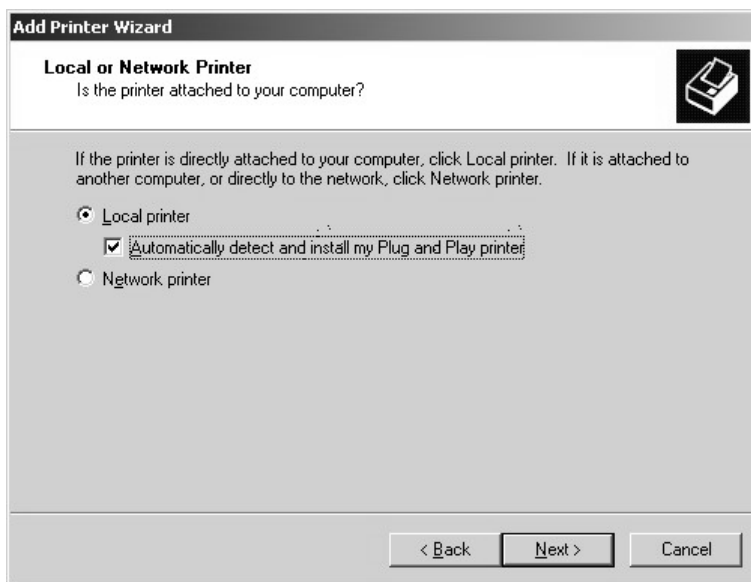 Add Printer Wizard
Local or Network Printer
Is the printer attached to your computer?
If the printer is directly attached to your computer, click Local printer. If it is attached to
another computer, or directly to the network, click Network printer.
Local printer
Automatically detect and install my Plug and Play printer
Network printer
< Back Next > Cancel